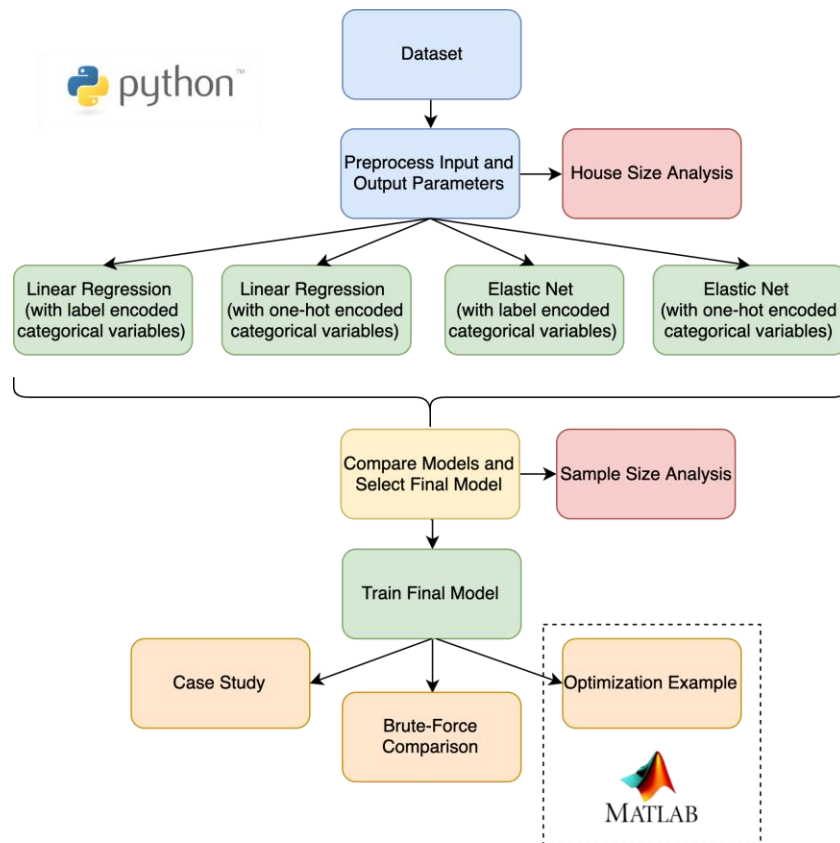 python™
Dataset
Preprocess Input and
Output Parameters
House Size Analysis
Linear Regression
(with label encoded
categorical variables)
Linear Regression
(with one-hot encoded
categorical variables)
Elastic Net
(with label encoded
categorical variables)
Elastic Net
(with one-hot encoded
categorical variables)
Compare Models and
Select Final Model
Sample Size Analysis
Train Final Model
Case Study
Brute-Force
Comparison
Optimization Example
MATLAB